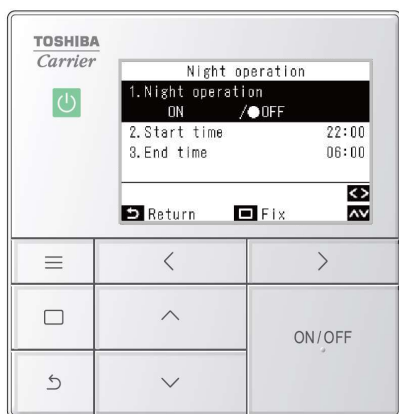 TOSHIBA
Carrier
Night operation
1.Night operation
ON /●OFF
2.Start time 22:00
3.End time 06:00
Return Fix
ON/OFF